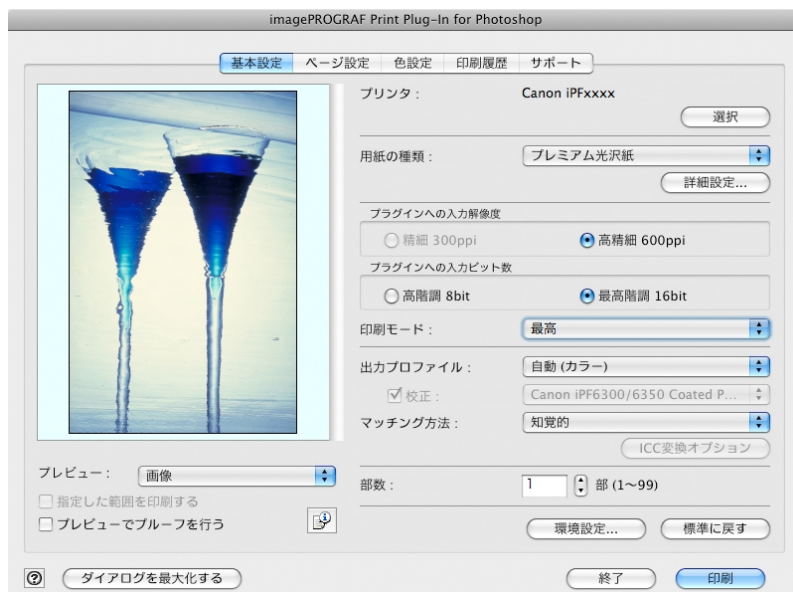 imagePROGRAF Print Plug-In for Photoshop
基本設定 ページ設定 色設定 印刷履歴 サポート
プリンタ： Canon iPFxxxx
選択
用紙の種類： プレミアム光沢紙
詳細設定...
プラグインへの入力解像度
精細 300ppi 高精細 600ppi
プラグインへの入力ビット数
高階調 8bit 最高階調 16bit
印刷モード： 最高
出力プロファイル： 自動 (カラー)
校正： Canon iPF6300/6350 Coated P...
マッチング方法： 知覚的
ICC変換オプション
プレビュー： 画像
指定した範囲を印刷する
プレビューでプルーフを行う
部数： 1 部 (1〜99)
環境設定... 標準に戻す
? ダイアログを最大化する 終了 印刷